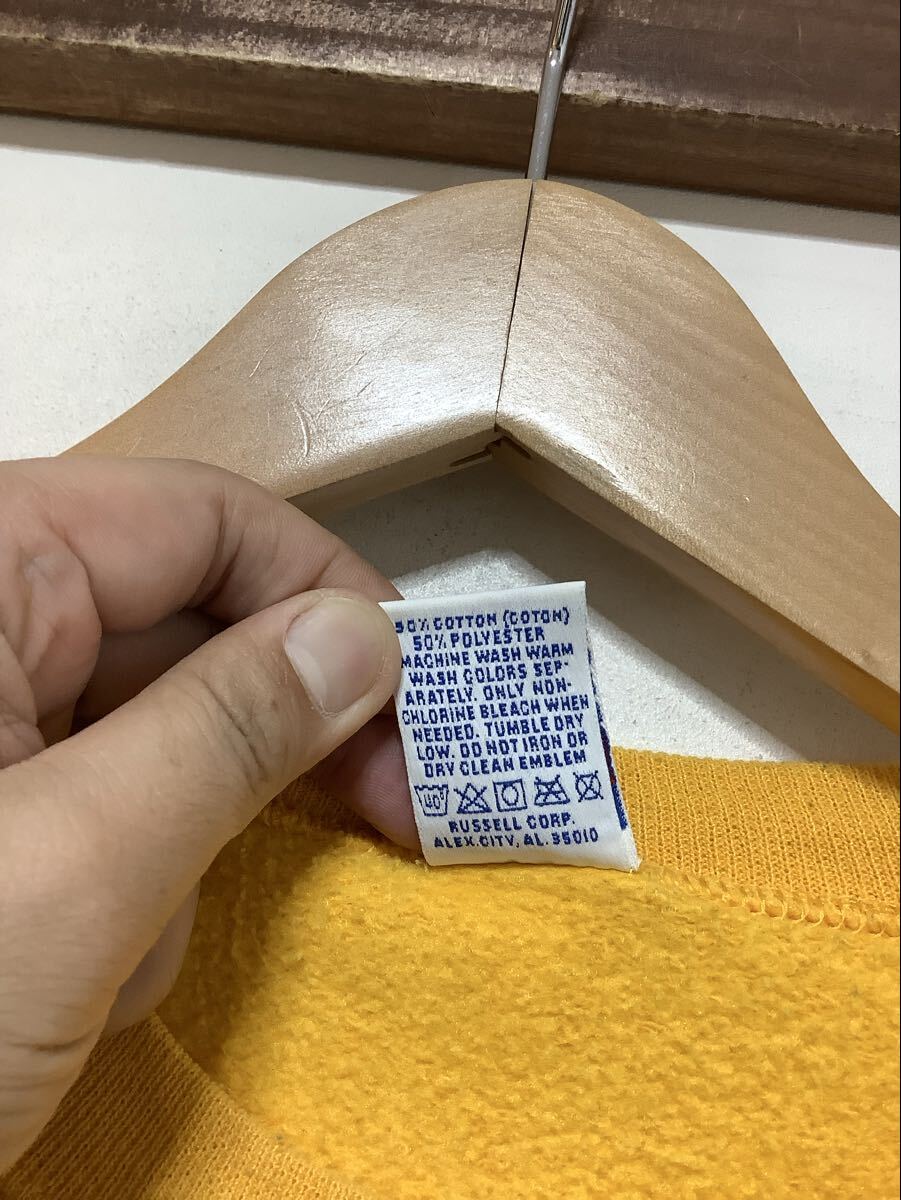 50% COTTON (COTON)
50% POLYESTER
MACHINE WASH WARM
WASH COLORS SEP-
ARATELY. ONLY NON-
CHLORINE BLEACH WHEN
NEEDED. TUMBLE DRY
LOW. DO NOT IRON OR
DRY CLEAN EMBLEM
40°
RUSSELL CORP.
ALEX.CITY, AL. 35010